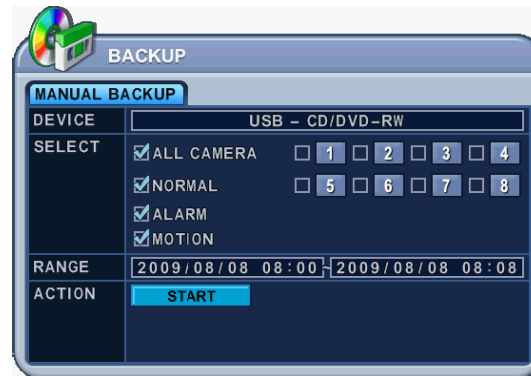 BACKUP
MANUAL BACKUP
DEVICE USB – CD/DVD–RW
SELECT ALL CAMERA 1 2 3 4
NORMAL 5 6 7 8
ALARM
MOTION
RANGE 2009/08/08 08:00~2009/08/08 08:08
ACTION START